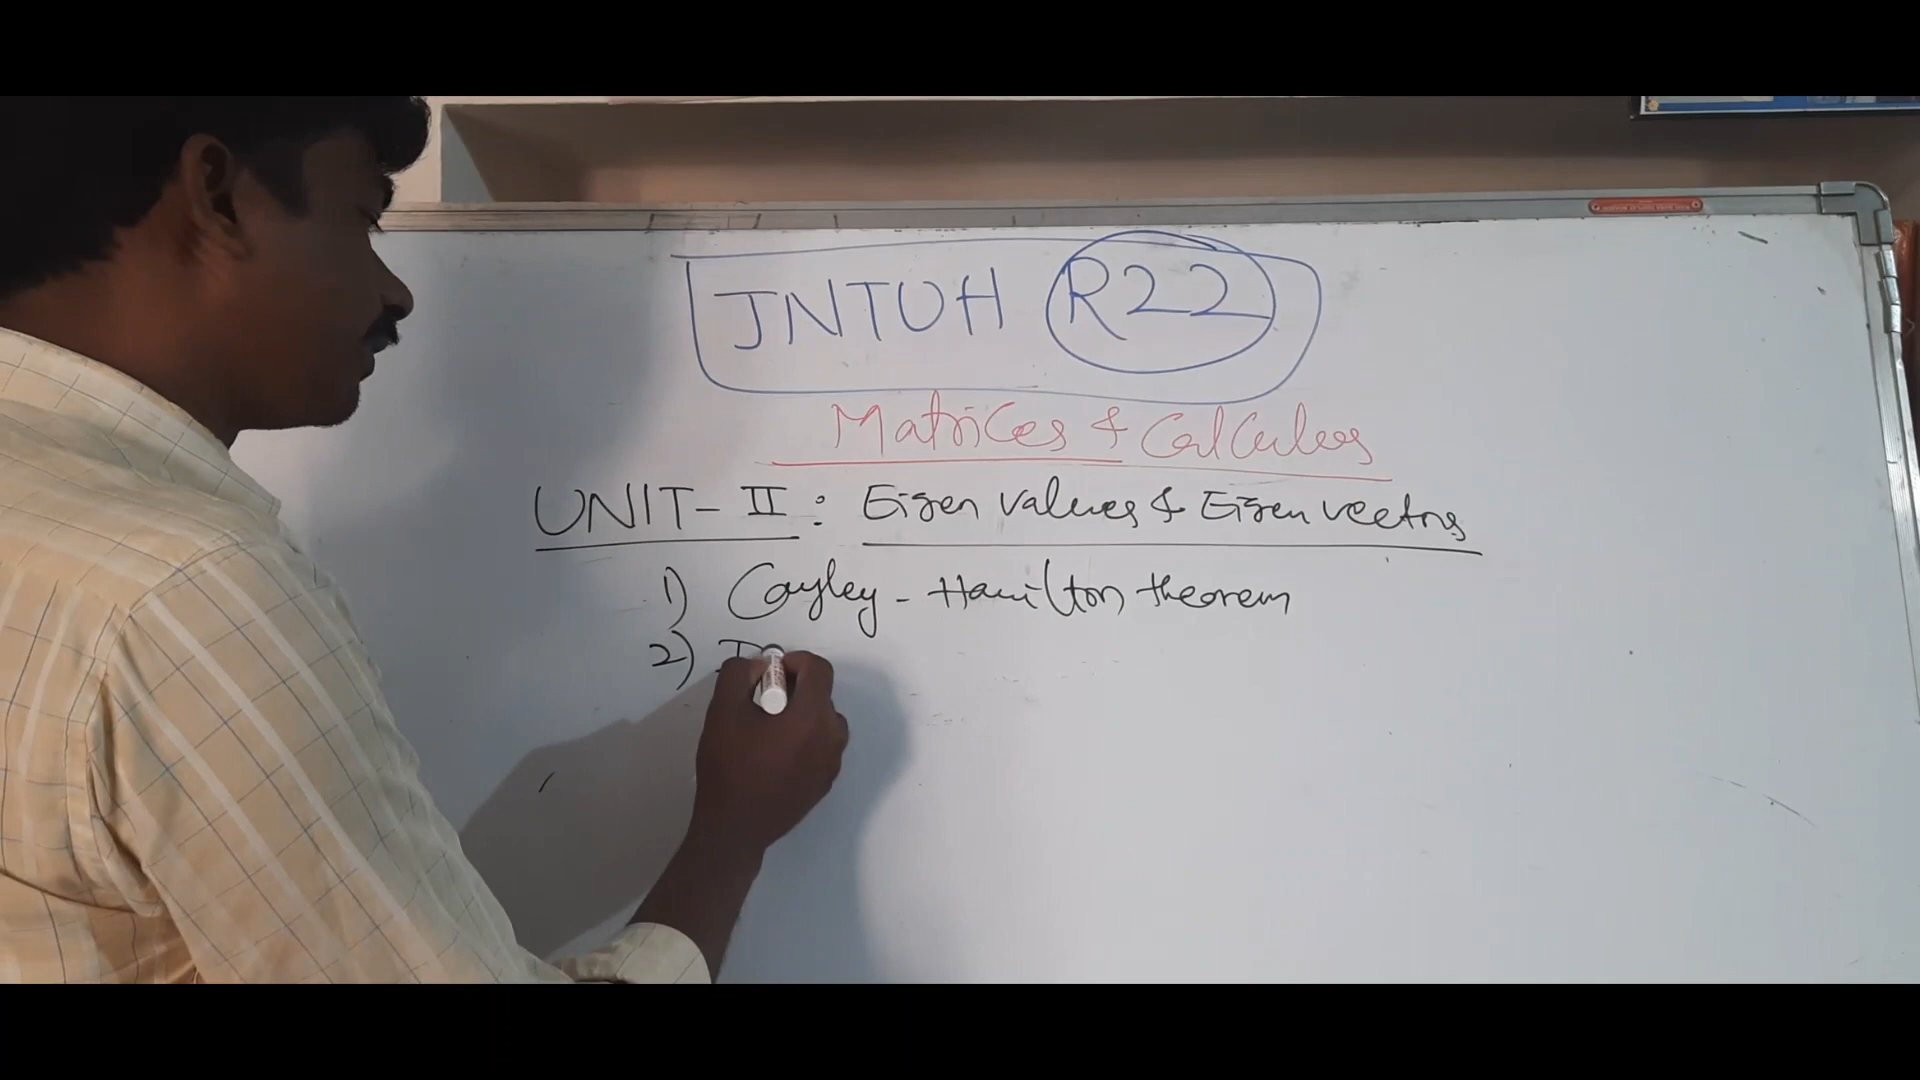 JNTUH R22
Matrices & Calculus
UNIT-II: Eigen values & Eigen vectors
1) Cayley-Hamilton theorem
2)